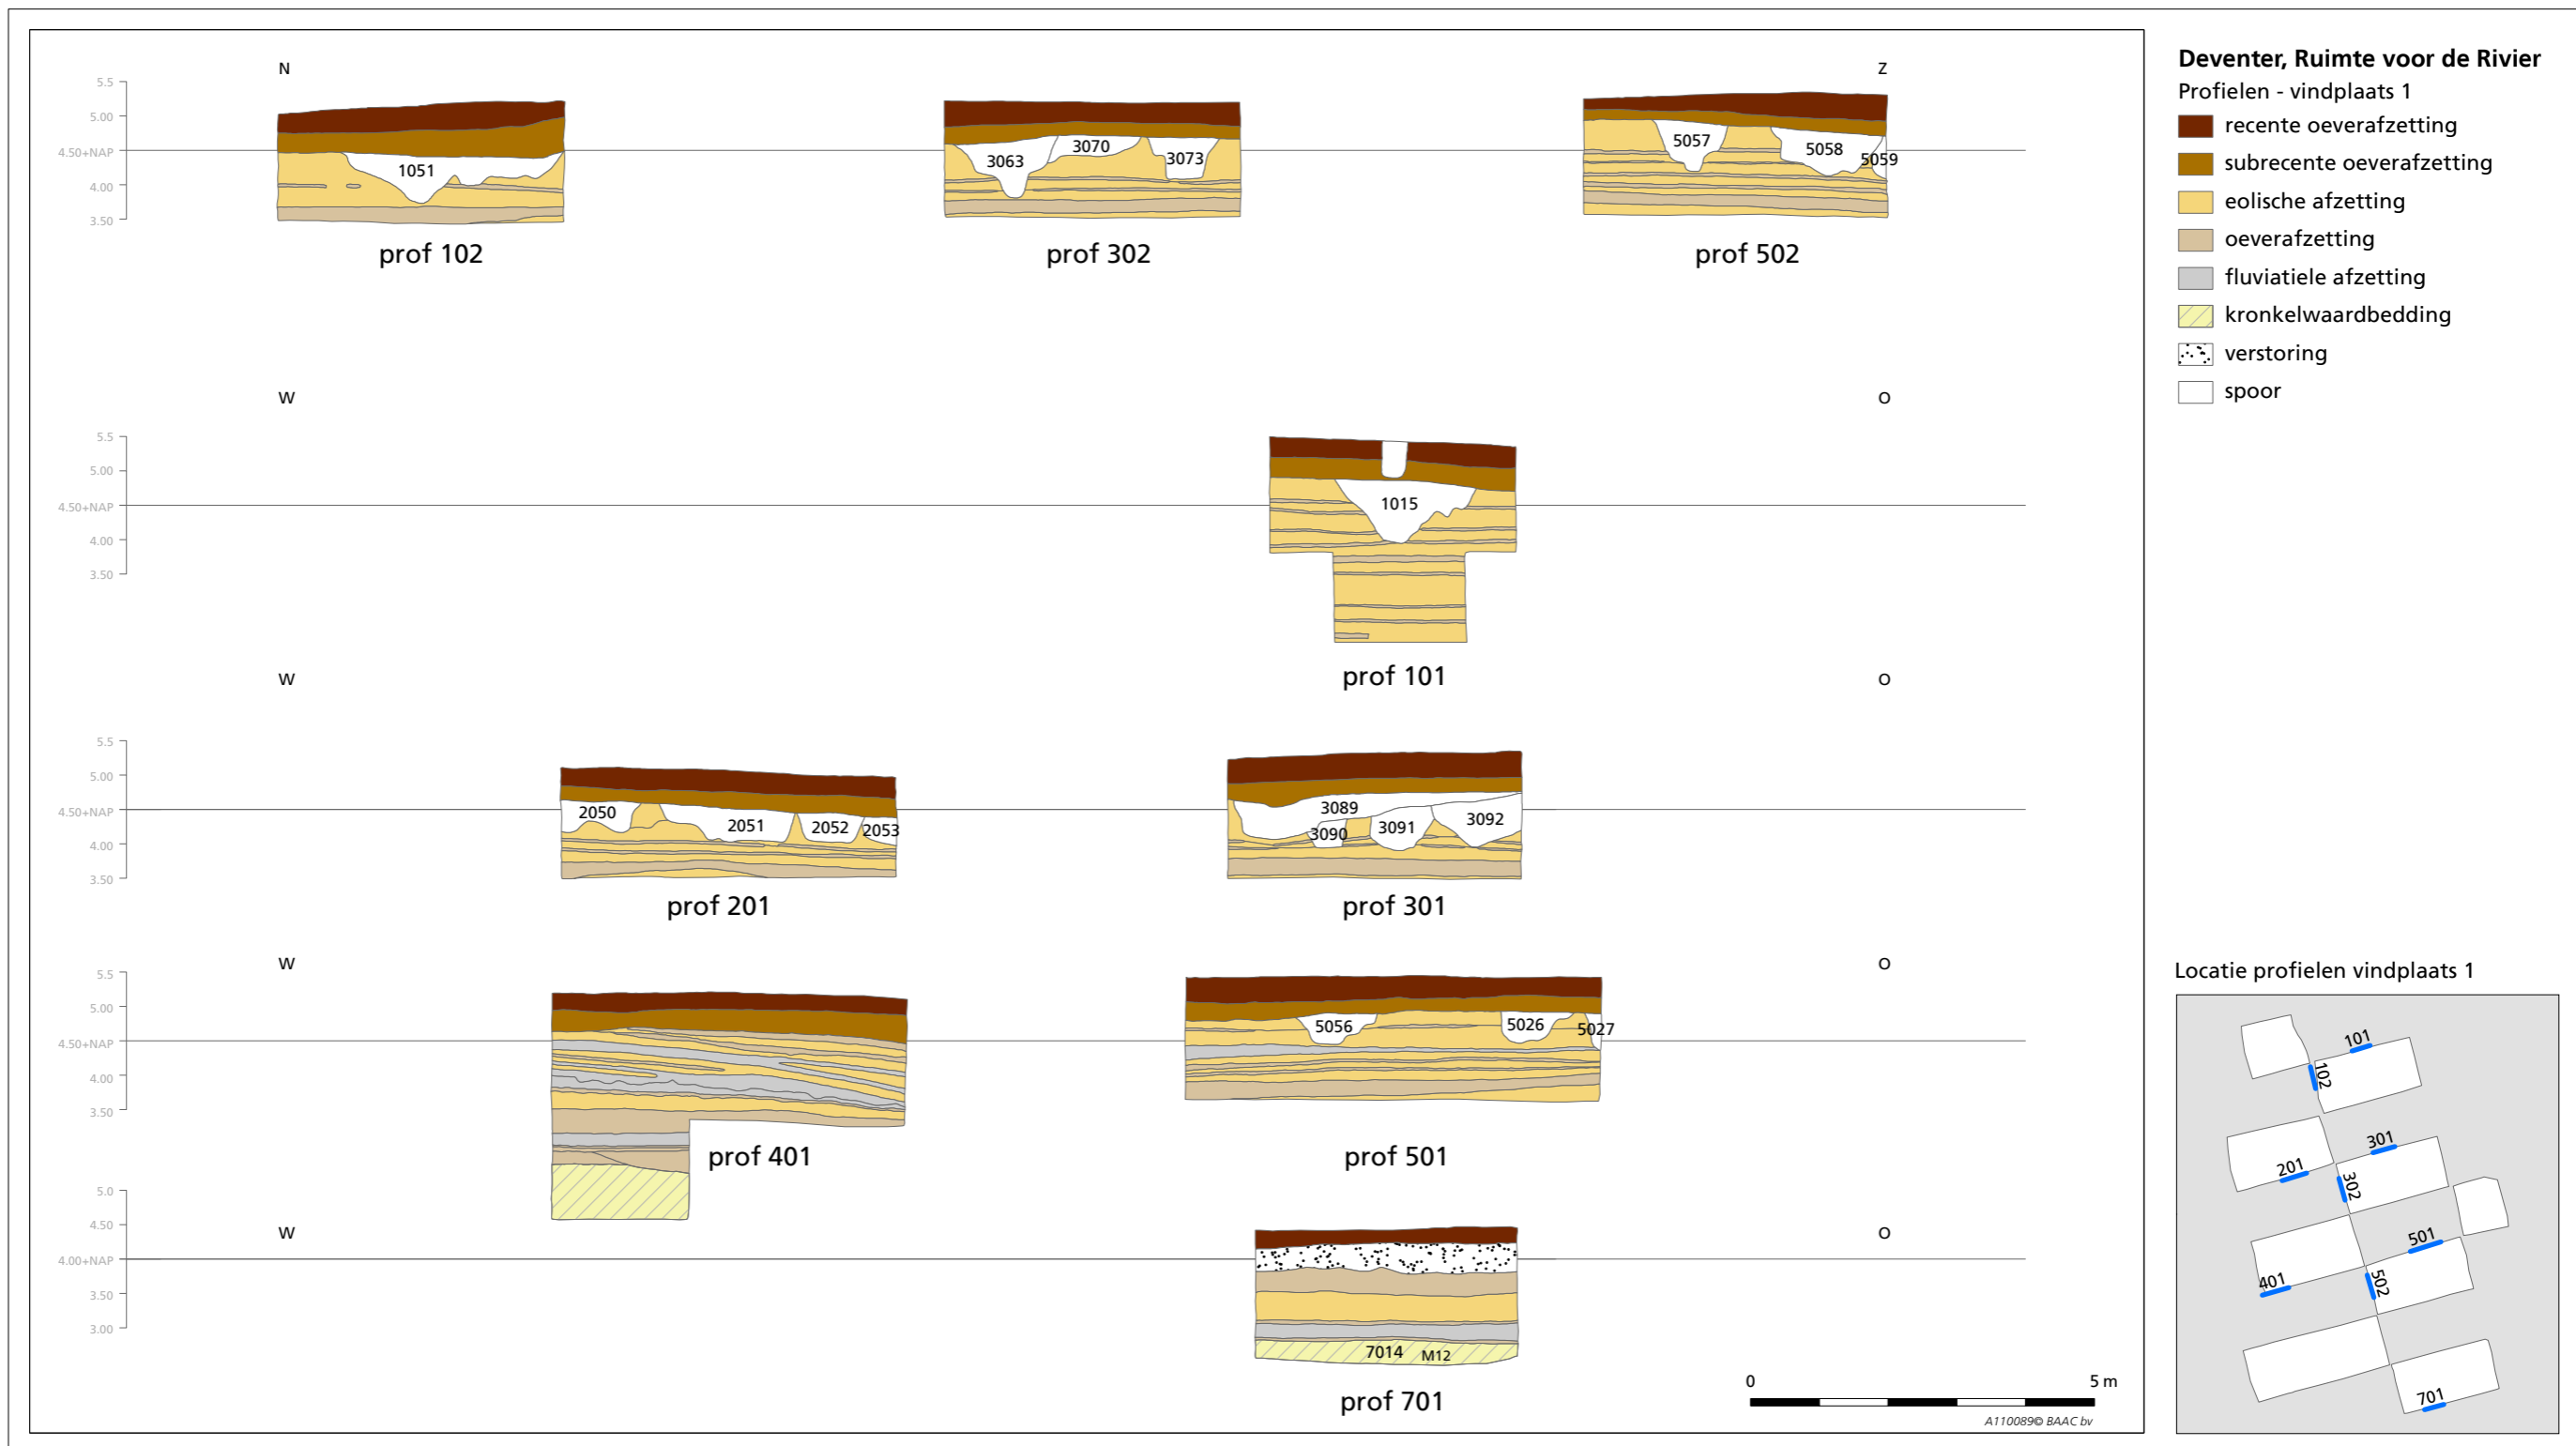 N
Z
5.5
5.00
4.50+NAP
4.00
3.50
1051
3063
3070
3073
5057
5058
5059
prof 102
prof 302
prof 502
W
O
5.5
5.00
4.50+NAP
4.00
3.50
1015
prof 101
W
O
5.5
5.00
4.50+NAP
4.00
3.50
2050
2051
2052
2053
3089
3090
3091
3092
prof 201
prof 301
W
O
5.5
5.00
4.50+NAP
4.00
3.50
5056
5026
5027
prof 401
prof 501
5.0
4.50
4.00+NAP
3.50
3.00
W
O
7014
M12
prof 701
0
5 m
A110089© BAAC bv
Deventer, Ruimte voor de Rivier
Profielen - vindplaats 1
recente oeverafzetting
subrecente oeverafzetting
eolische afzetting
oeverafzetting
fluviatiele afzetting
kronkelwaardbedding
verstoring
spoor
Locatie profielen vindplaats 1
101
102
301
201
302
501
401
502
701